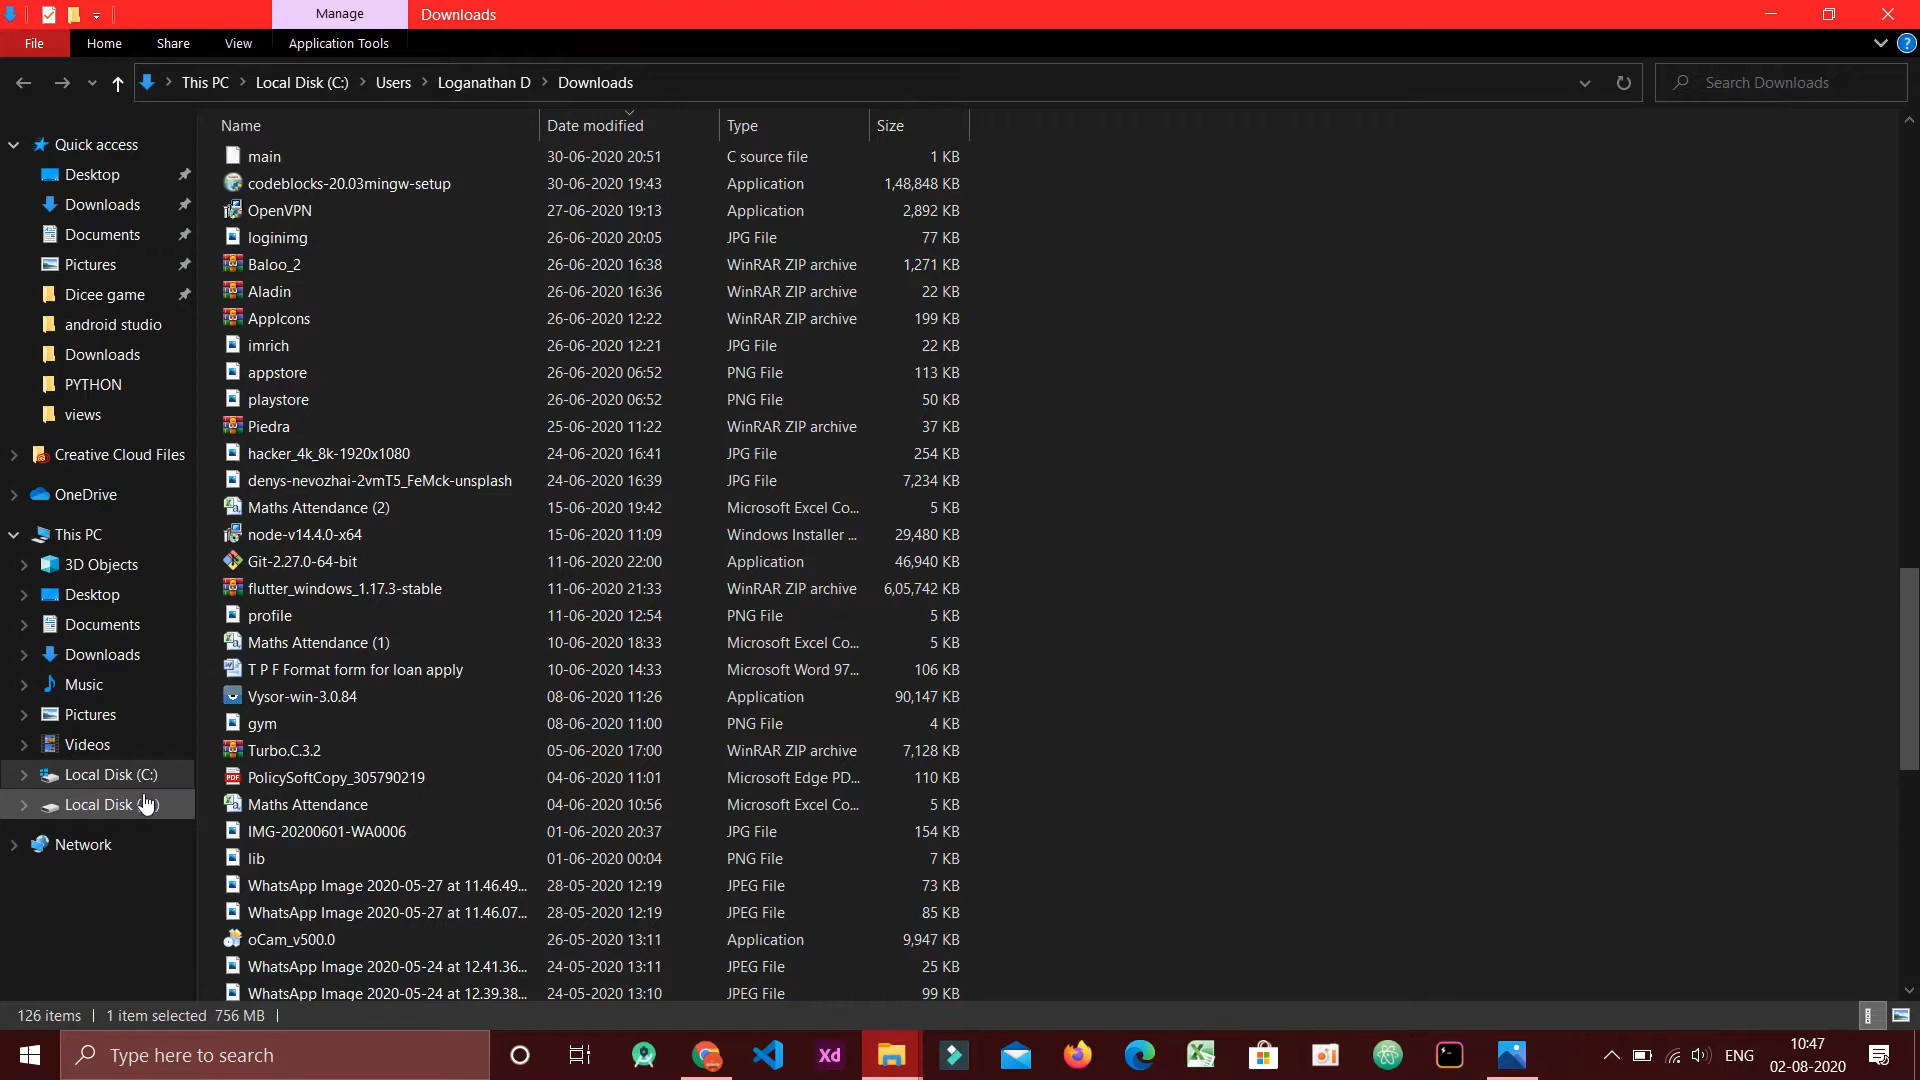 Manage
Downloads
File
Home
Share
View
Application Tools
This PC
Local Disk (C:)
Users
Loganathan D
Downloads
Search Downloads
Name
Date modified
Type
Size
Quick access
Desktop
Downloads
Documents
Pictures
Dicee game
android studio
Downloads
PYTHON
views
Creative Cloud Files
OneDrive
This PC
3D Objects
Desktop
Documents
Downloads
Music
Pictures
Videos
Local Disk (C:)
Local Disk
Network
main 30-06-2020 20:51 C source file 1 KB
codeblocks-20.03mingw-setup 30-06-2020 19:43 Application 1,48,848 KB
OpenVPN 27-06-2020 19:13 Application 2,892 KB
loginimg 26-06-2020 20:05 JPG File 77 KB
Baloo_2 26-06-2020 16:38 WinRAR ZIP archive 1,271 KB
Aladin 26-06-2020 16:36 WinRAR ZIP archive 22 KB
AppIcons 26-06-2020 12:22 WinRAR ZIP archive 199 KB
imrich 26-06-2020 12:21 JPG File 22 KB
appstore 26-06-2020 06:52 PNG File 113 KB
playstore 26-06-2020 06:52 PNG File 50 KB
Piedra 25-06-2020 11:22 WinRAR ZIP archive 37 KB
hacker_4k_8k-1920x1080 24-06-2020 16:41 JPG File 254 KB
denys-nevozhai-2vmT5_FeMck-unsplash 24-06-2020 16:39 JPG File 7,234 KB
Maths Attendance (2) 15-06-2020 19:42 Microsoft Excel Co... 5 KB
node-v14.4.0-x64 15-06-2020 11:09 Windows Installer ... 29,480 KB
Git-2.27.0-64-bit 11-06-2020 22:00 Application 46,940 KB
flutter_windows_1.17.3-stable 11-06-2020 21:33 WinRAR ZIP archive 6,05,742 KB
profile 11-06-2020 12:54 PNG File 5 KB
Maths Attendance (1) 10-06-2020 18:33 Microsoft Excel Co... 5 KB
T P F Format form for loan apply 10-06-2020 14:33 Microsoft Word 97... 106 KB
Vysor-win-3.0.84 08-06-2020 11:26 Application 90,147 KB
gym 08-06-2020 11:00 PNG File 4 KB
Turbo.C.3.2 05-06-2020 17:00 WinRAR ZIP archive 7,128 KB
PolicySoftCopy_305790219 04-06-2020 11:01 Microsoft Edge PD... 110 KB
Maths Attendance 04-06-2020 10:56 Microsoft Excel Co... 5 KB
IMG-20200601-WA0006 01-06-2020 20:37 JPG File 154 KB
lib 01-06-2020 00:04 PNG File 7 KB
WhatsApp Image 2020-05-27 at 11.46.49... 28-05-2020 12:19 JPEG File 73 KB
WhatsApp Image 2020-05-27 at 11.46.07... 28-05-2020 12:19 JPEG File 85 KB
oCam_v500.0 26-05-2020 13:11 Application 9,947 KB
WhatsApp Image 2020-05-24 at 12.41.36... 24-05-2020 13:11 JPEG File 25 KB
WhatsApp Image 2020-05-24 at 12.39.38... 24-05-2020 13:10 JPEG File 99 KB
126 items 1 item selected 756 MB
Type here to search
Xd
ENG
10:47
02-08-2020